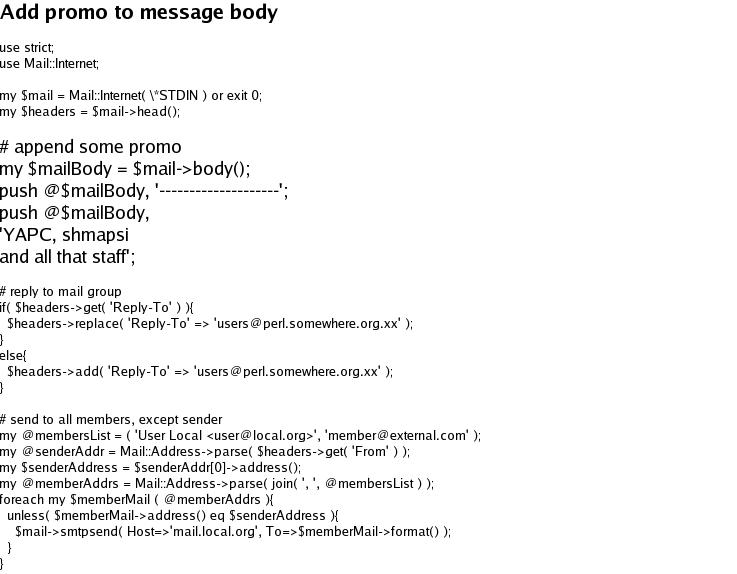 Add promo to message body
use strict;
use Mail::Internet;
my $mail = Mail::Internet( \*STDIN ) or exit 0;
my $headers = $mail->head();
# append some promo
my $mailBody = $mail->body();
push @$mailBody, '--------------------';
push @$mailBody,
'YAPC, shmapsi
and all that staff';
# reply to mail group
if( $headers->get( 'Reply-To' ) ){
  $headers->replace( 'Reply-To' => 'users@perl.somewhere.org.xx' );
}
else{
  $headers->add( 'Reply-To' => 'users@perl.somewhere.org.xx' );
}
# send to all members, except sender
my @membersList = ( 'User Local <user@local.org>', 'member@external.com' );
my @senderAddr = Mail::Address->parse( $headers->get( 'From' ) );
my $senderAddress = $senderAddr[0]->address();
my @memberAddrs = Mail::Address->parse( join( ', ', @membersList ) );
foreach my $memberMail ( @memberAddrs ){
  unless( $memberMail->address() eq $senderAddress ){
    $mail->smtpsend( Host=>'mail.local.org', To=>$memberMail->format() );
  }
}